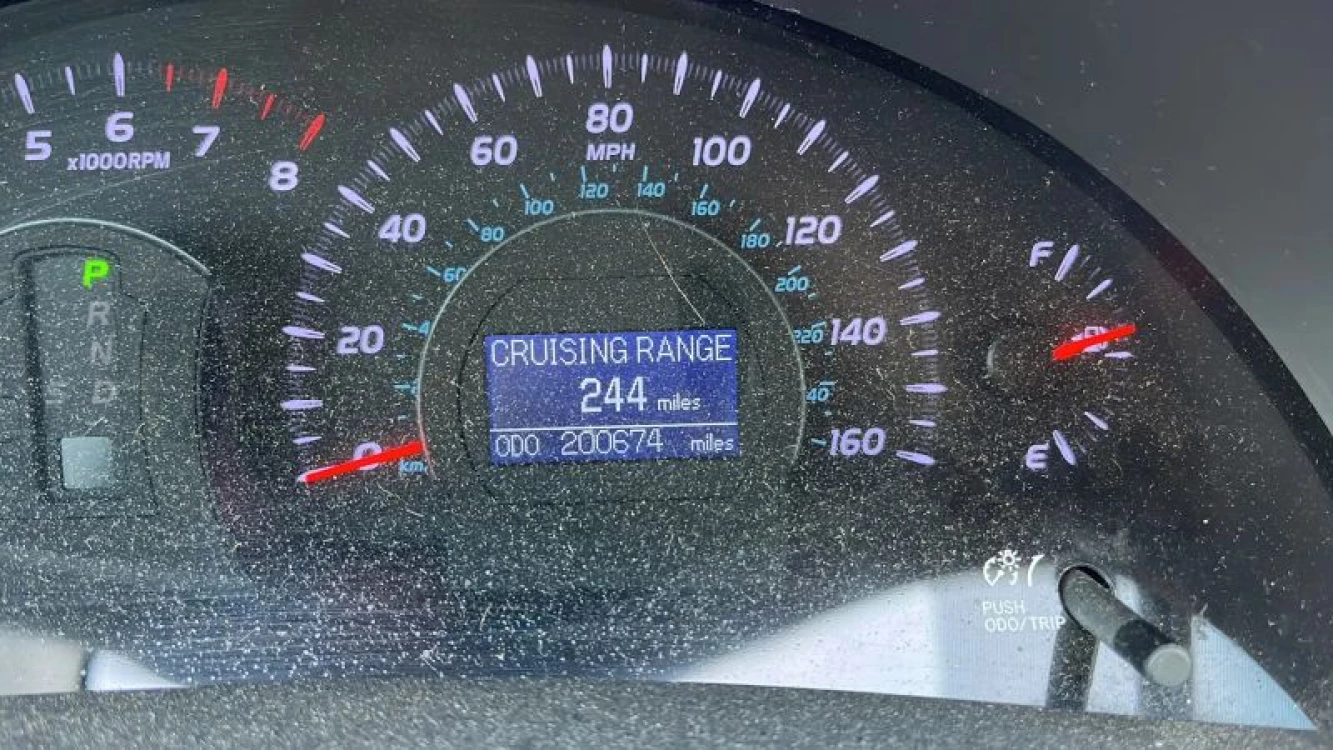 5 6 7 8
x1000RPM
P
R
N
D
0 20 40 60 80 100 120 140 160
MPH
60 80 100 120 140 160 180 200 220
km
CRUISING RANGE
244 miles
ODO 200674 miles
F
E
PUSH
ODO/TRIP